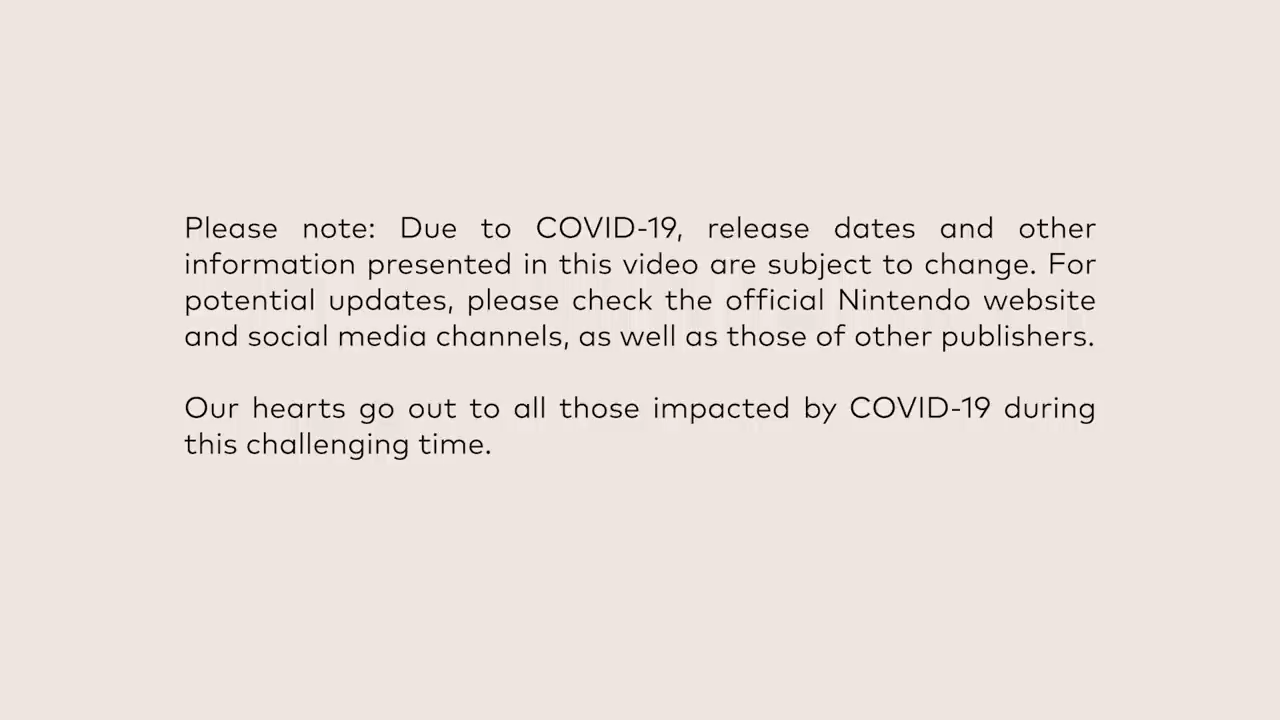 Please note: Due to COVID-19, release dates and other
information presented in this video are subject to change. For
potential updates, please check the official Nintendo website
and social media channels, as well as those of other publishers.
Our hearts go out to all those impacted by COVID-19 during
this challenging time.